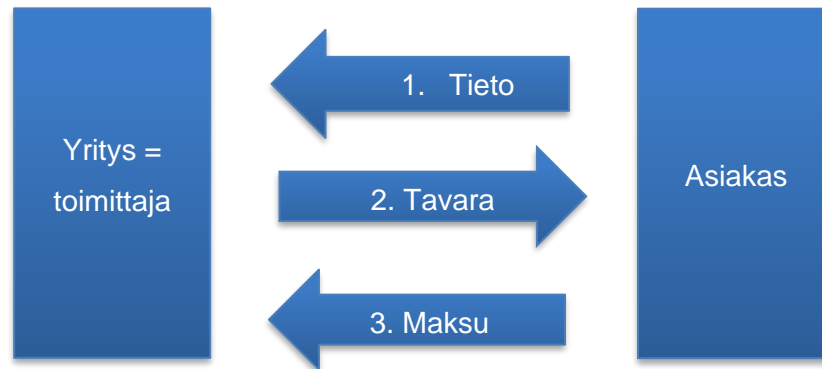 Yritys =
toimittaja
1. Tieto
2. Tavara
3. Maksu
Asiakas